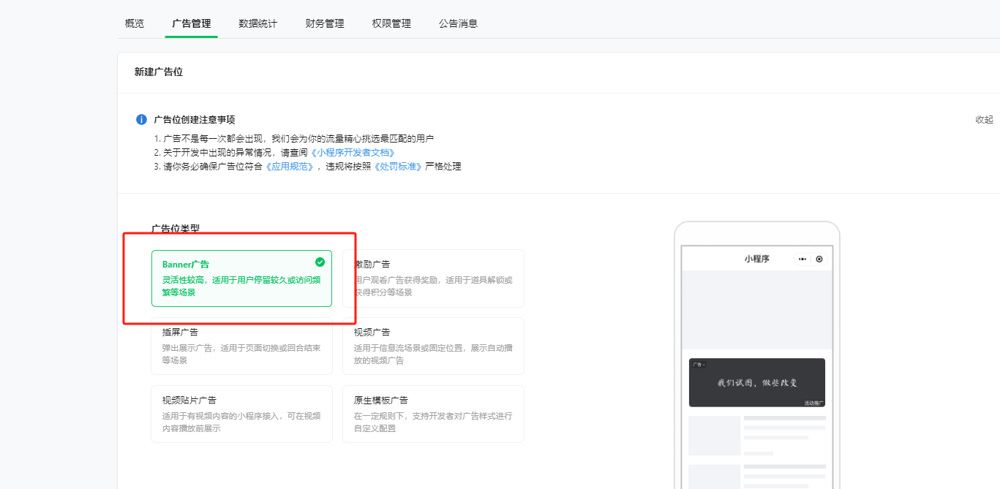 概览 广告管理 数据统计 财务管理 权限管理 公告消息
新建广告位
广告位创建注意事项
收起
1. 广告不是每一次都会出现，我们会为你的流量精心挑选最匹配的用户
2. 关于开发中出现的异常情况，请查阅《小程序开发者文档》
3. 请你务必确保广告位符合《应用规范》，违规将按照《处罚标准》严格处理
广告位类型
Banner广告
灵活性较高，适用于用户停留较久或访问频
繁等场景
激励广告
用户观看广告获得奖励，适用于道具解锁或
获得积分等场景
插屏广告
弹出展示广告，适用于页面切换或回合结束
等场景
视频广告
适用于信息流场景或固定位置，展示自动播
放的视频广告
视频贴片广告
适用于有视频内容的小程序接入，可在视频
内容播放前展示
原生模板广告
在一定规则下，支持开发者对广告样式进行
自定义配置
小程序
广告
我们试图，做些改变
活动推广